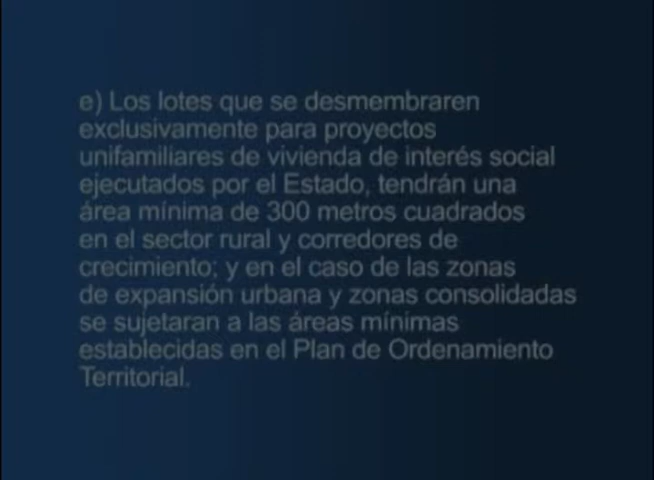 e) Los lotes que se desmembraren
exclusivamente para proyectos
unifamiliares de vivienda de interés social
ejecutados por el Estado, tendrán una
área mínima de 300 metros cuadrados
en el sector rural y corredores de
crecimiento; y en el caso de las zonas
de expansión urbana y zonas consolidadas
se sujetaran a las áreas mínimas
establecidas en el Plan de Ordenamiento
Territorial.